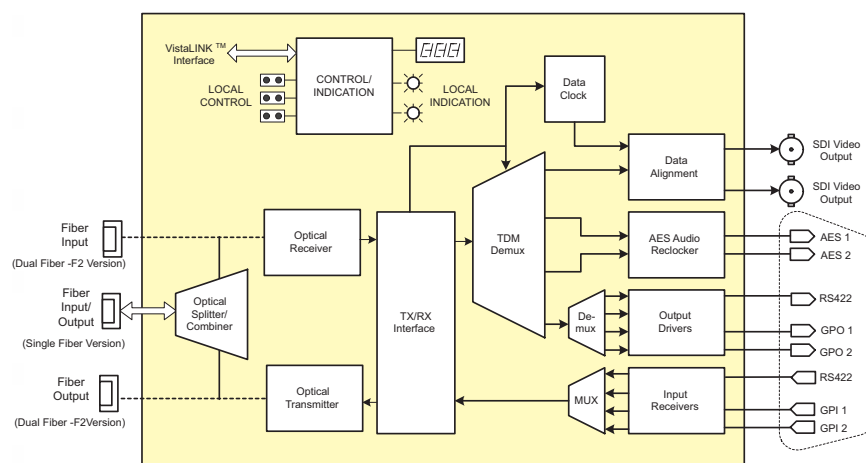 VistaLINK ™
Interface
LOCAL
CONTROL
CONTROL/
INDICATION
LOCAL
INDICATION
Data
Clock
Data
Alignment
SDI Video
Output
SDI Video
Output
Fiber
Input
(Dual Fiber -F2 Version)
Optical
Receiver
TDM
Demux
AES Audio
Reclocker
AES 1
AES 2
Fiber
Input/
Output
(Single Fiber Version)
Optical
Splitter/
Combiner
TX/RX
Interface
De-
mux
Output
Drivers
RS422
GPO 1
GPO 2
Fiber
Output
(Dual Fiber -F2Version)
Optical
Transmitter
MUX
Input
Receivers
RS422
GPI 1
GPI 2